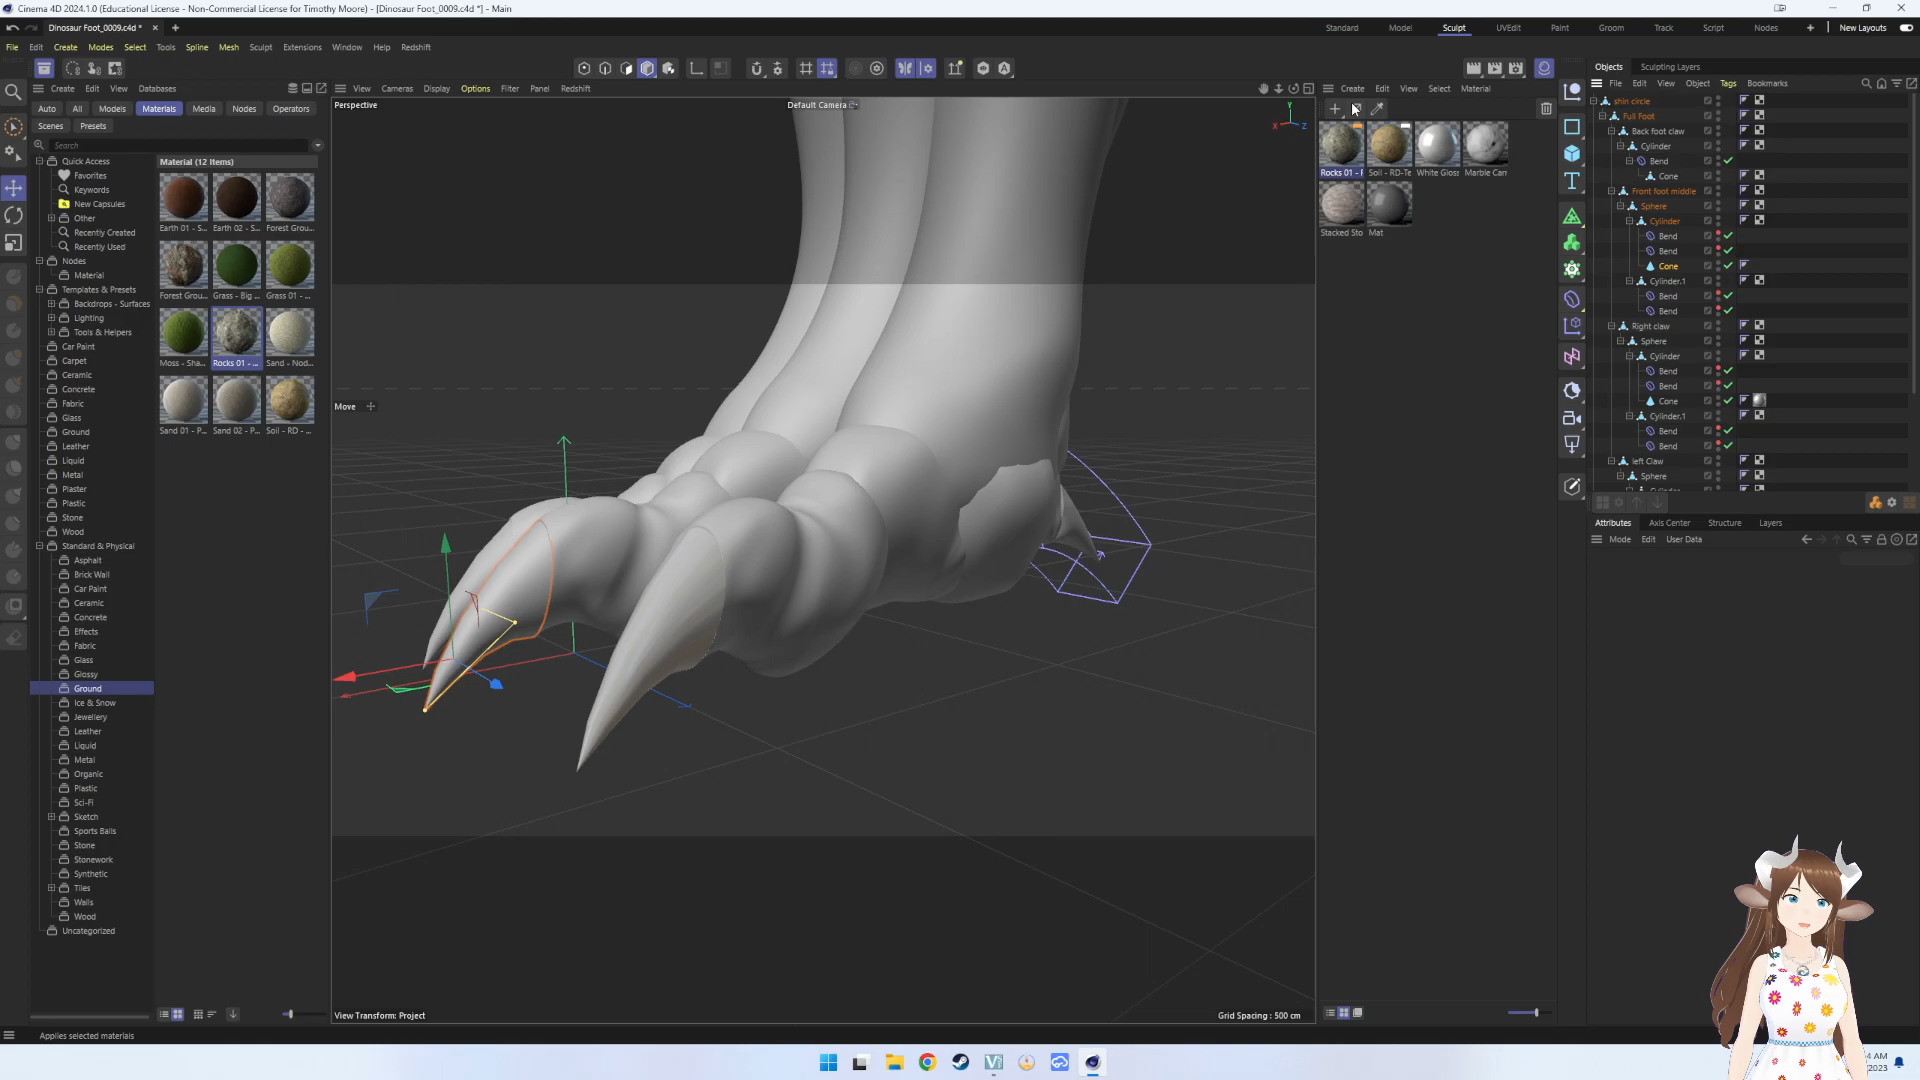 Cinema 4D 2024.1.0 (Educational License - Non-Commercial License for Timothy Moore) - [Dinosaur Foot_0009.c4d *] - Main
Dinosaur Foot_0009.c4d *
Standard Model Sculpt UVEdit Paint Groom Track Script Nodes New Layouts
File Edit Create Modes Select Tools Spline Mesh Sculpt Extensions Window Help Redshift
Create Edit View Databases
Auto All Models Materials Media Nodes Operators
Scenes Presets
Search
Quick Access
Favorites
Keywords
New Capsules
Other
Recently Created
Recently Used
Nodes
Material
Templates & Presets
Backdrops - Surfaces
Lighting
Tools & Helpers
Car Paint
Carpet
Ceramic
Concrete
Fabric
Glass
Ground
Leather
Liquid
Metal
Plaster
Plastic
Stone
Wood
Standard & Physical
Asphalt
Brick Wall
Car Paint
Ceramic
Concrete
Effects
Fabric
Glass
Glossy
Ground
Ice & Snow
Jewellery
Leather
Liquid
Metal
Organic
Plastic
Sci-Fi
Sketch
Sports Balls
Stone
Stonework
Synthetic
Tiles
Walls
Wood
Uncategorized
Material (12 Items)
Earth 01 - S... Earth 02 - S... Forest Grou...
Forest Grou... Grass - Big ... Grass 01 - ...
Moss - Sha... Rocks 01 - ... Sand - Nod...
Sand 01 - P... Sand 02 - P... Soil - RD - ...
Applies selected materials
View Cameras Display Options Filter Panel Redshift
Perspective
Default Camera
Y
X
Z
Move
View Transform: Project
Grid Spacing : 500 cm
Create Edit View Select Material
Rocks 01 - F Soil - RD-Te White Gloss Marble Carr
Stacked Sto Mat
Objects Sculpting Layers
File Edit View Object Tags Bookmarks
shin circle
Full Foot
Back foot claw
Cylinder
Bend
Cone
Front foot middle
Sphere
Cylinder
Bend
Bend
Cone
Cylinder.1
Bend
Bend
Right claw
Sphere
Cylinder
Bend
Bend
Cone
Cylinder.1
Bend
Bend
left Claw
Sphere
Attributes Axis Center Structure Layers
Mode Edit User Data